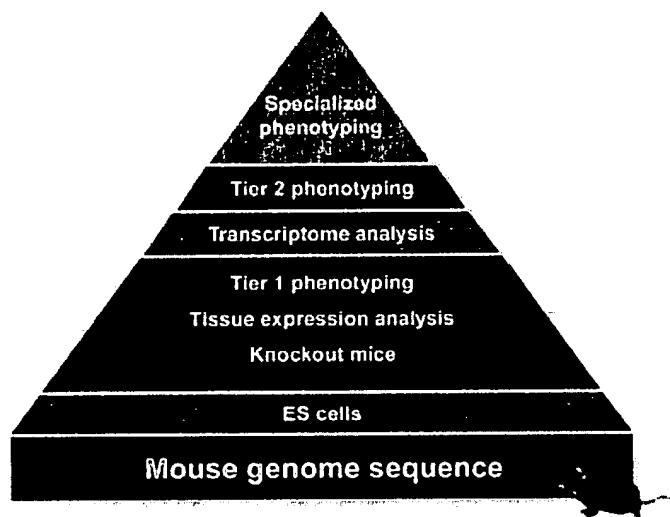 Specialized
phenotyping
Tier 2 phenotyping
Transcriptome analysis
Tier 1 phenotyping
Tissue expression analysis
Knockout mice
ES cells
Mouse genome sequence